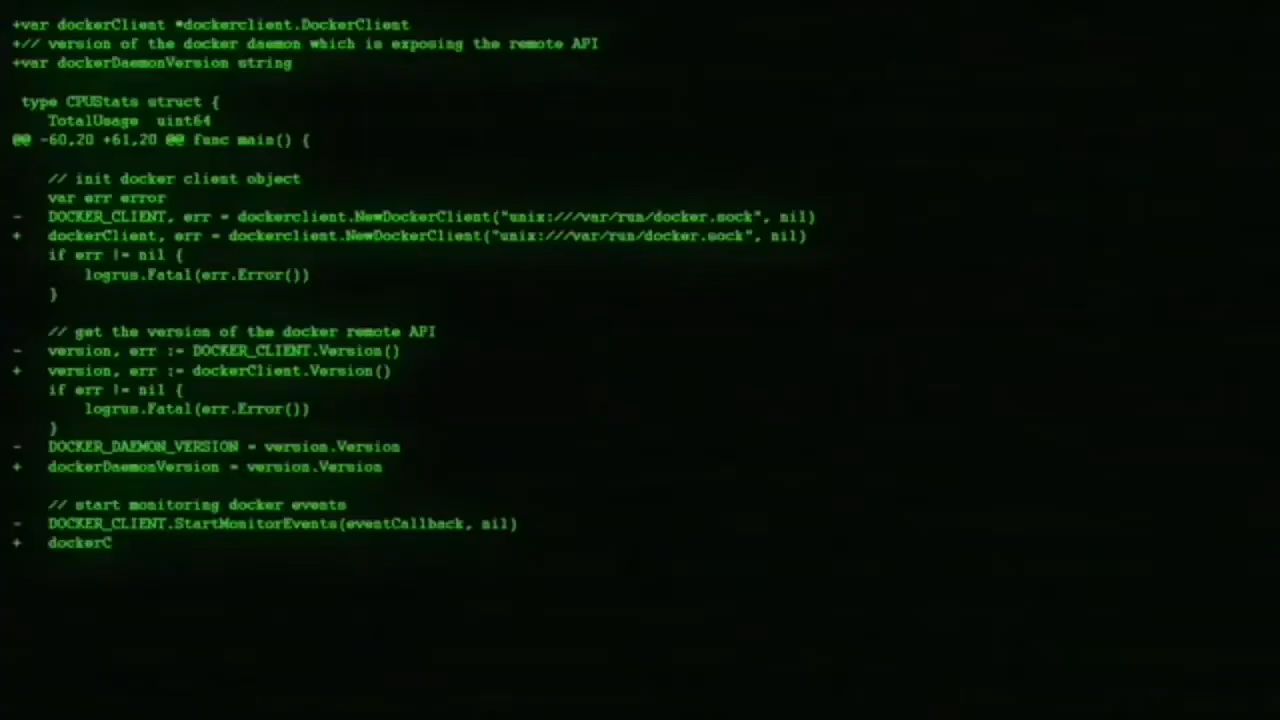 +var dockerClient *dockerclient.DockerClient
+// version of the docker daemon which is exposing the remote API
+var dockerDaemonVersion string
type CPUStats struct {
TotalUsage uint64
@@ -60,20 +61,20 @@ func main() {
// init docker client object
var err error
- DOCKER_CLIENT, err = dockerclient.NewDockerClient("unix:///var/run/docker.sock", nil)
+ dockerClient, err = dockerclient.NewDockerClient("unix:///var/run/docker.sock", nil)
if err != nil {
logrus.Fatal(err.Error())
}
// get the version of the docker remote API
- version, err := DOCKER_CLIENT.Version()
+ version, err := dockerClient.Version()
if err != nil {
logrus.Fatal(err.Error())
}
- DOCKER_DAEMON_VERSION = version.Version
+ dockerDaemonVersion = version.Version
// start monitoring docker events
- DOCKER_CLIENT.StartMonitorEvents(eventCallback, nil)
+ dockerC